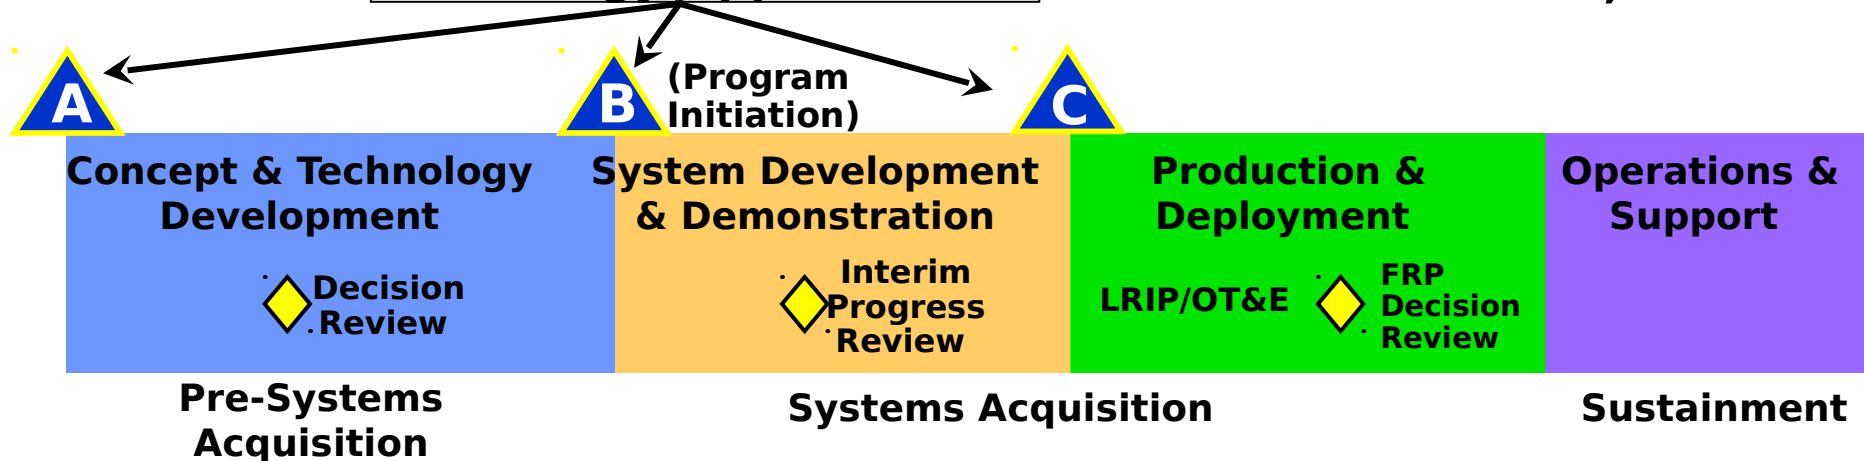 A
B
(Program
Initiation)
C
Concept & Technology
Development
System Development
& Demonstration
Production &
Deployment
Operations &
Support
Decision
Review
Interim
Progress
Review
LRIP/OT&E
FRP
Decision
Review
Pre-Systems
Acquisition
Systems Acquisition
Sustainment